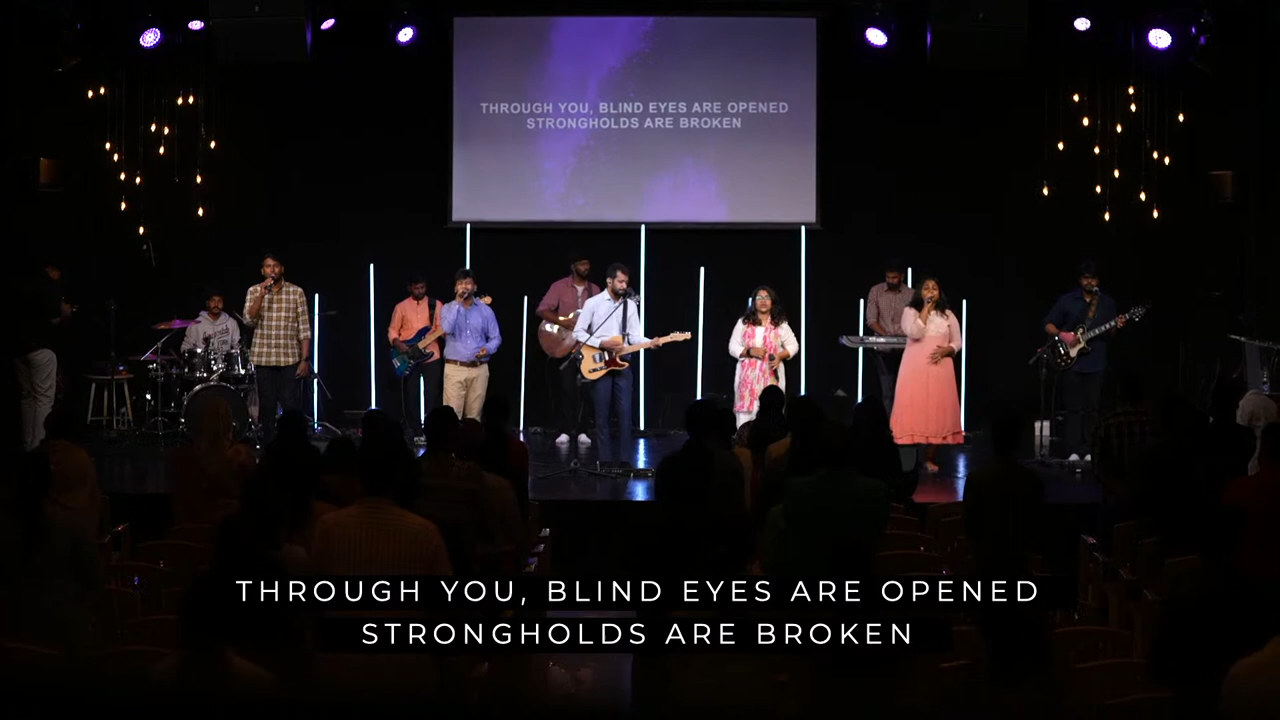 THROUGH YOU, BLIND EYES ARE OPENED
STRONGHOLDS ARE BROKEN
THROUGH YOU, BLIND EYES ARE OPENED
STRONGHOLDS ARE BROKEN